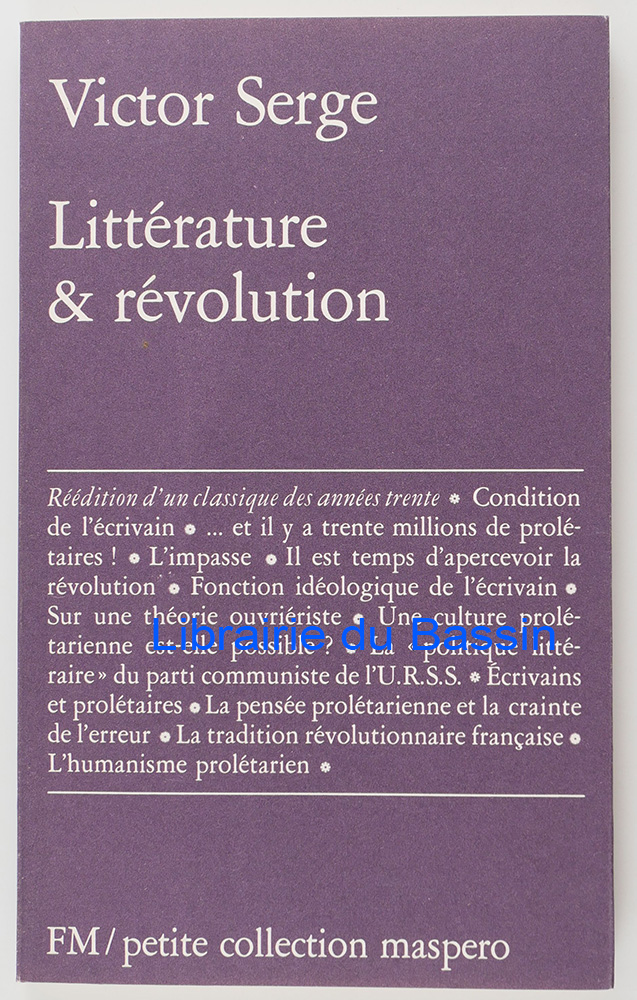 Victor Serge
Littérature
& révolution
Réédition d'un classique des années trente * Condition
de l'écrivain * ... et il y a trente millions de prolé-
taires ! * L'impasse * Il est temps d'apercevoir la
révolution * Fonction idéologique de l'écrivain *
Sur une théorie ouvriériste * Une culture prolé-
Librairie du Bassin
tarienne est-elle possible ? * La « politique litté-
raire » du parti communiste de l'U.R.S.S. * Écrivains
et prolétaires * La pensée prolétarienne et la crainte
de l'erreur * La tradition révolutionnaire française *
L'humanisme prolétarien *
FM / petite collection maspero